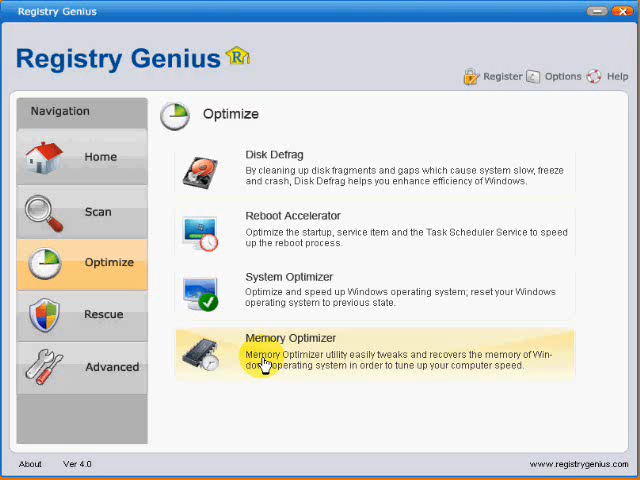 Registry Genius
Registry Genius
Register Options Help
Navigation
Home
Scan
Optimize
Rescue
Advanced
Optimize
Disk Defrag
By cleaning up disk fragments and gaps which cause system slow, freeze
and crash, Disk Defrag helps you enhance efficiency of Windows.
Reboot Accelerator
Optimize the startup, service item and the Task Scheduler Service to speed
up the reboot process.
System Optimizer
Optimize and speed up Windows operating system; reset your Windows
operating system to previous state.
Memory Optimizer
Memory Optimizer utility easily tweaks and recovers the memory of Win-
dows operating system in order to tune up your computer speed.
About Ver 4.0 www.registrygenius.com